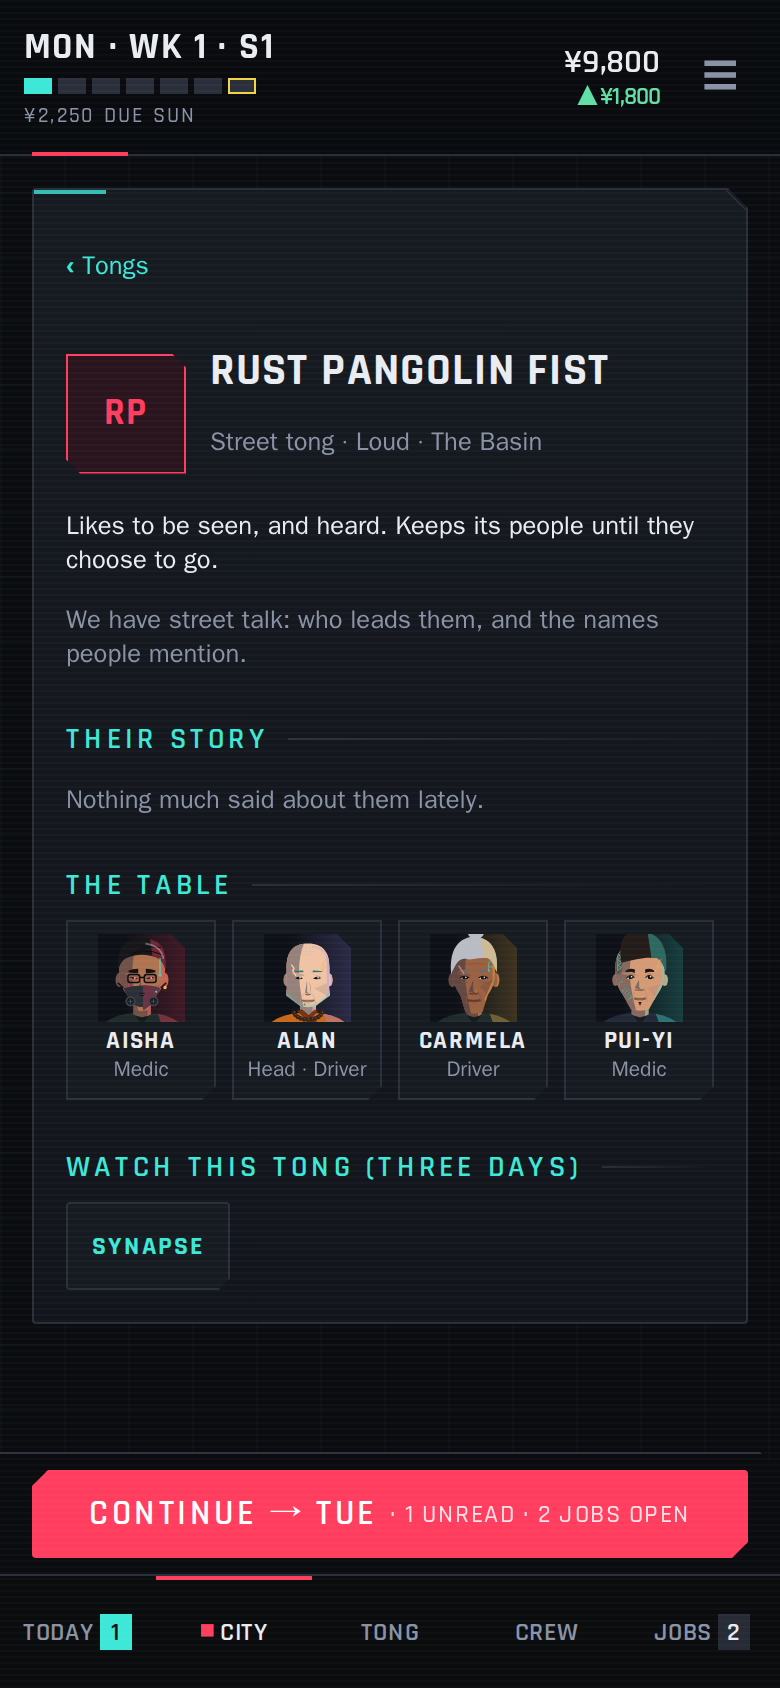 MON · WK 1 · S1
¥9,800
▲¥1,800
¥2,250 DUE SUN
‹ Tongs
RP
RUST PANGOLIN FIST
Street tong · Loud · The Basin
Likes to be seen, and heard. Keeps its people until they
choose to go.
We have street talk: who leads them, and the names
people mention.
THEIR STORY
Nothing much said about them lately.
THE TABLE
AISHA
Medic
ALAN
Head · Driver
CARMELA
Driver
PUI-YI
Medic
WATCH THIS TONG (THREE DAYS)
SYNAPSE
CONTINUE → TUE · 1 UNREAD · 2 JOBS OPEN
TODAY 1 CITY TONG CREW JOBS 2